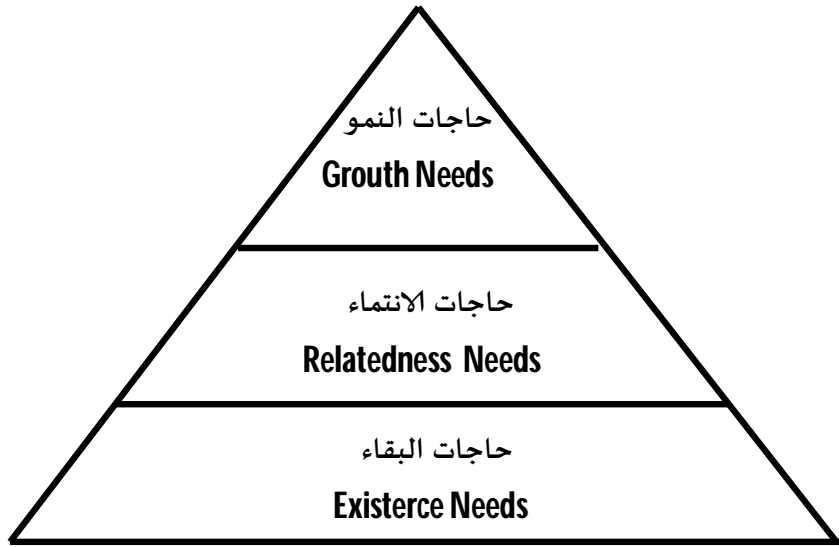 حاجات النمو
Grouth Needs
حاجات الانتماء
Relatedness Needs
حاجات البقاء
Existerce Needs